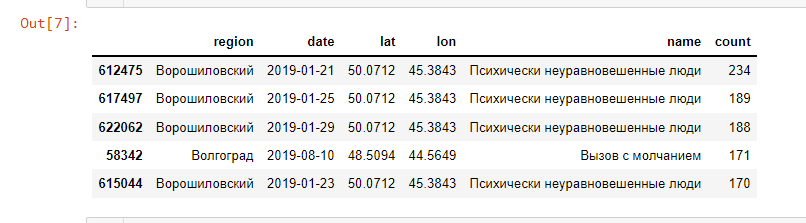 Out[7]:
region date lat lon name count
612475 Ворошиловский 2019-01-21 50.0712 45.3843 Психически неуравновешенные люди 234
617497 Ворошиловский 2019-01-25 50.0712 45.3843 Психически неуравновешенные люди 189
622062 Ворошиловский 2019-01-29 50.0712 45.3843 Психически неуравновешенные люди 188
58342 Волгоград 2019-08-10 48.5094 44.5649 Вызов с молчанием 171
615044 Ворошиловский 2019-01-23 50.0712 45.3843 Психически неуравновешенные люди 170